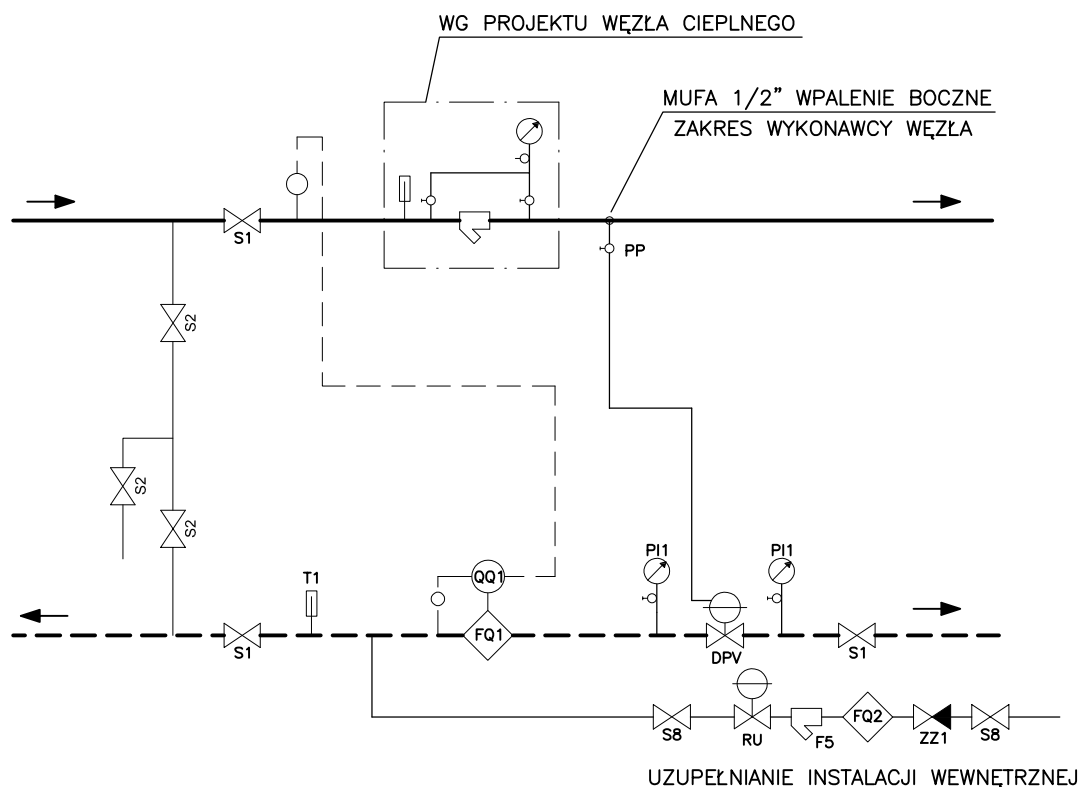 WG PROJEKTU WĘZŁA CIEPLNEGO
MUFA 1/2" WPALENIE BOCZNE
ZAKRES WYKONAWCY WĘZŁA
S1
PP
S2
S2
S2
PI1
PI1
T1
QQ1
FQ1
S1
DPV
S1
S8
RU
F5
FQ2
ZZ1
S8
UZUPEŁNIANIE INSTALACJI WEWNĘTRZNEJ